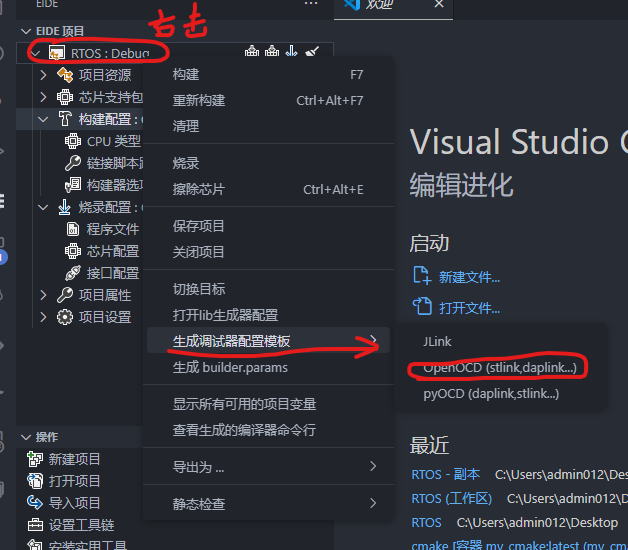 EIDE
欢迎
右击
EIDE 项目
RTOS : Debug
项目资源
芯片支持包
构建配置 :
CPU 类型
链接脚本
构建器选
烧录配置 :
程序文件
芯片配置
接口配置
项目属性
项目设置
构建 F7
重新构建 Ctrl+Alt+F7
清理
烧录
擦除芯片 Ctrl+Alt+E
保存项目
关闭项目
切换目标
打开lib生成器配置
生成调试器配置模板
生成 builder.params
显示所有可用的项目变量
查看生成的编译器命令行
导出为 ...
静态检查
JLink
OpenOCD (stlink,daplink...)
pyOCD (daplink,stlink...)
Visual Studio
编辑进化
启动
新建文件...
打开文件...
最近
RTOS - 副本 C:\Users\admin012\Des
RTOS (工作区) C:\Users\admin012\D
RTOS C:\Users\admin012\Desktop
cmake [容器 my_cmake:latest (my_cm
操作
新建项目
打开项目
导入项目
设置工具链
安装实用工具